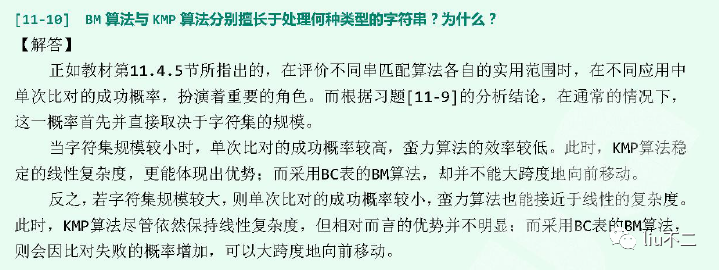 [11-10] BM 算法与 KMP 算法分别擅长于处理何种类型的字符串？为什么？
【解答】
正如教材第11.4.5节所指出的，在评价不同串匹配算法各自的实用范围时，在不同应用中
单次比对的成功概率，扮演着重要的角色。而根据习题[11-9]的分析结论，在通常的情况下，
这一概率首先并直接取决于字符集的规模。
当字符集规模较小时，单次比对的成功概率较高，蛮力算法的效率较低。此时，KMP算法稳
定的线性复杂度，更能体现出优势；而采用BC表的BM算法，却并不能大跨度地向前移动。
反之，若字符集规模较大，则单次比对的成功概率较小，蛮力算法也能接近于线性的复杂度。
此时，KMP算法尽管依然保持线性复杂度，但相对而言的优势并不明显；而采用BC表的BM算法，
则会因比对失败的概率增加，可以大跨度地向前移动。
liu不二